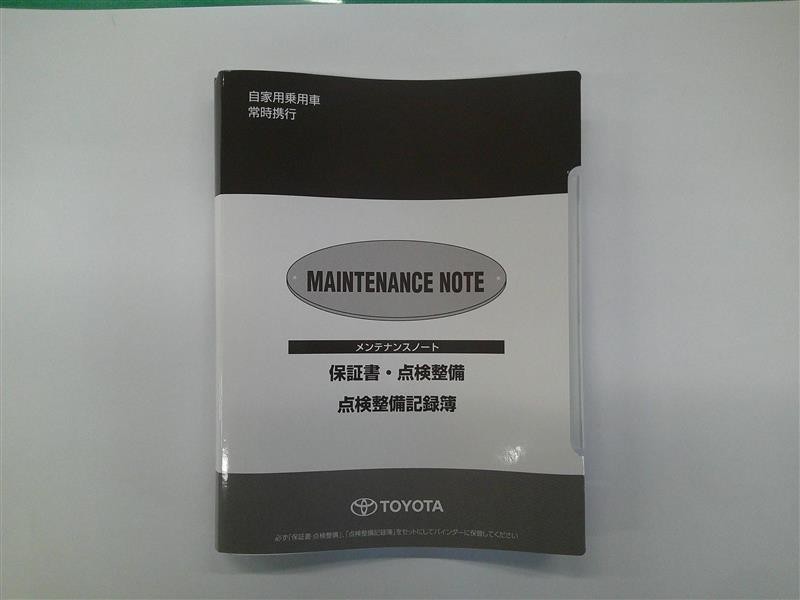 自家用乗用車
常時携行
MAINTENANCE NOTE
メンテナンスノート
保証書・点検整備
点検整備記録簿
TOYOTA
必ず「保証書・点検整備」、「点検整備記録簿」をセットにしてバインダーに保管してください